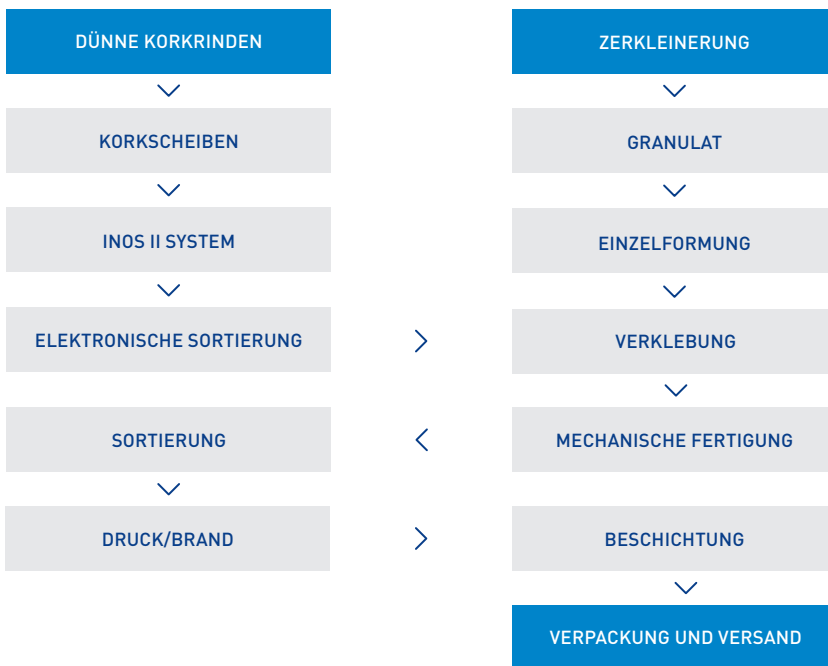 DÜNNE KORKRINDEN
ZERKLEINERUNG
KORKSCHEIBEN
GRANULAT
INOS II SYSTEM
EINZELFORMUNG
ELEKTRONISCHE SORTIERUNG
VERKLEBUNG
SORTIERUNG
MECHANISCHE FERTIGUNG
DRUCK/BRAND
BESCHICHTUNG
VERPACKUNG UND VERSAND